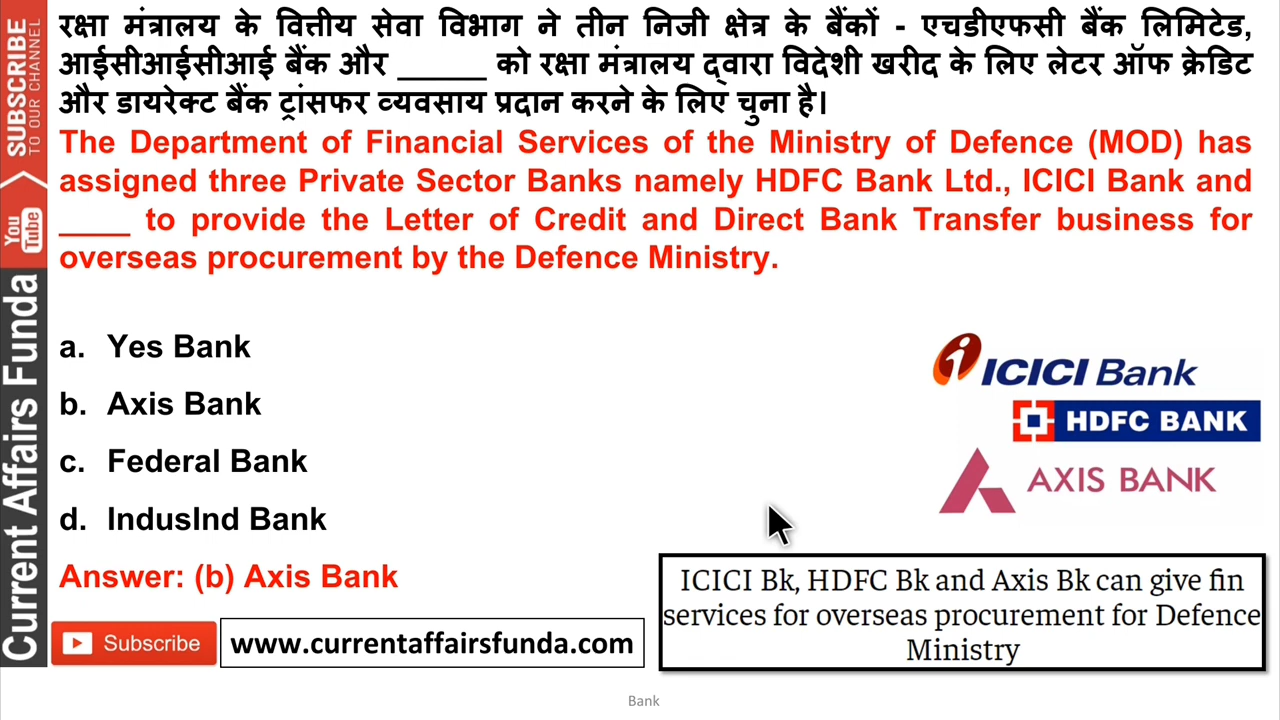 रक्षा मंत्रालय के वित्तीय सेवा विभाग ने तीन निजी क्षेत्र के बैंकों - एचडीएफसी बैंक लिमिटेड,
आईसीआईसीआई बैंक और ______ को रक्षा मंत्रालय द्वारा विदेशी खरीद के लिए लेटर ऑफ क्रेडिट
और डायरेक्ट बैंक ट्रांसफर व्यवसाय प्रदान करने के लिए चुना है।
The Department of Financial Services of the Ministry of Defence (MOD) has
assigned three Private Sector Banks namely HDFC Bank Ltd., ICICI Bank and
____ to provide the Letter of Credit and Direct Bank Transfer business for
overseas procurement by the Defence Ministry.
a. Yes Bank
b. Axis Bank
c. Federal Bank
d. IndusInd Bank
Answer: (b) Axis Bank
ICICI Bank
HDFC BANK
AXIS BANK
ICICI Bk, HDFC Bk and Axis Bk can give fin
services for overseas procurement for Defence
Ministry
Subscribe
www.currentaffairsfunda.com
Bank
SUBSCRIBE
TO OUR CHANNEL
You
Tube
Current Affairs Funda